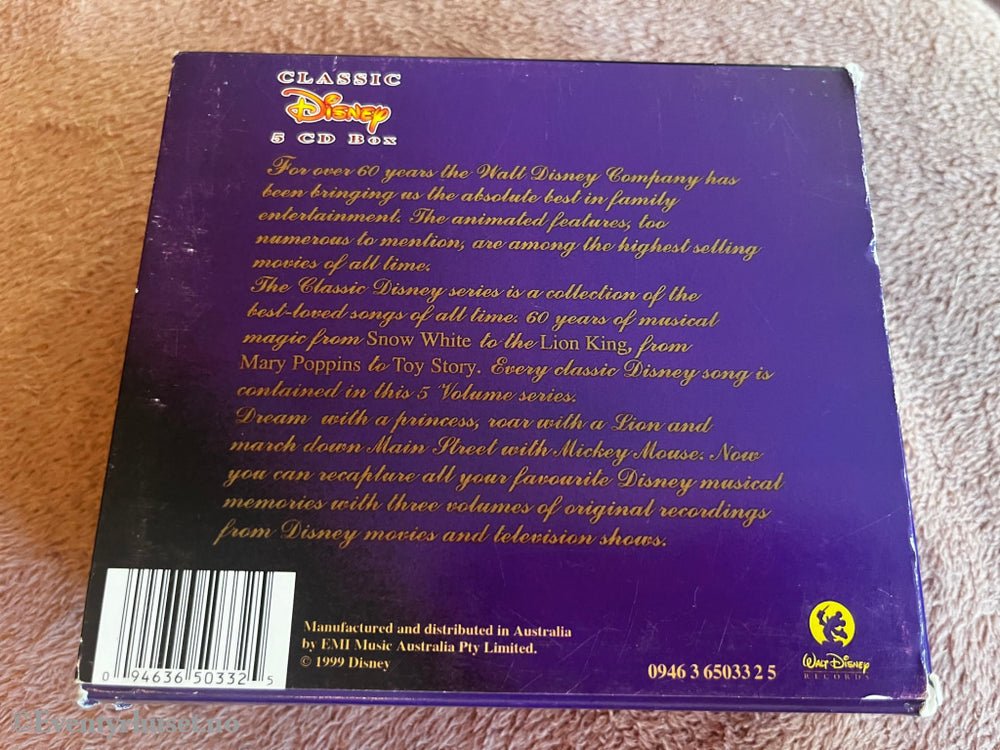 CLASSIC
Disney
5 CD Box
For over 60 years the Walt Disney Company has
been bringing us the absolute best in family
entertainment. The animated features, too
numerous to mention, are among the highest selling
movies of all time.
The Classic Disney series is a collection of the
best-loved songs of all time. 60 years of musical
magic from Snow White to the Lion King, from
Mary Poppins to Toy Story. Every classic Disney song is
contained in this 5 Volume series.
Dream with a princess, roar with a Lion and
march down Main Street with Mickey Mouse. Now
you can recapture all your favourite Disney musical
memories with three volumes of original recordings
from Disney movies and television shows.
Manufactured and distributed in Australia
by EMI Music Australia Pty Limited.
© 1999 Disney
0 94636 50332 5
0946 3 65033 2 5
WALT DISNEY
RECORDS
© Eventyrhuset.no